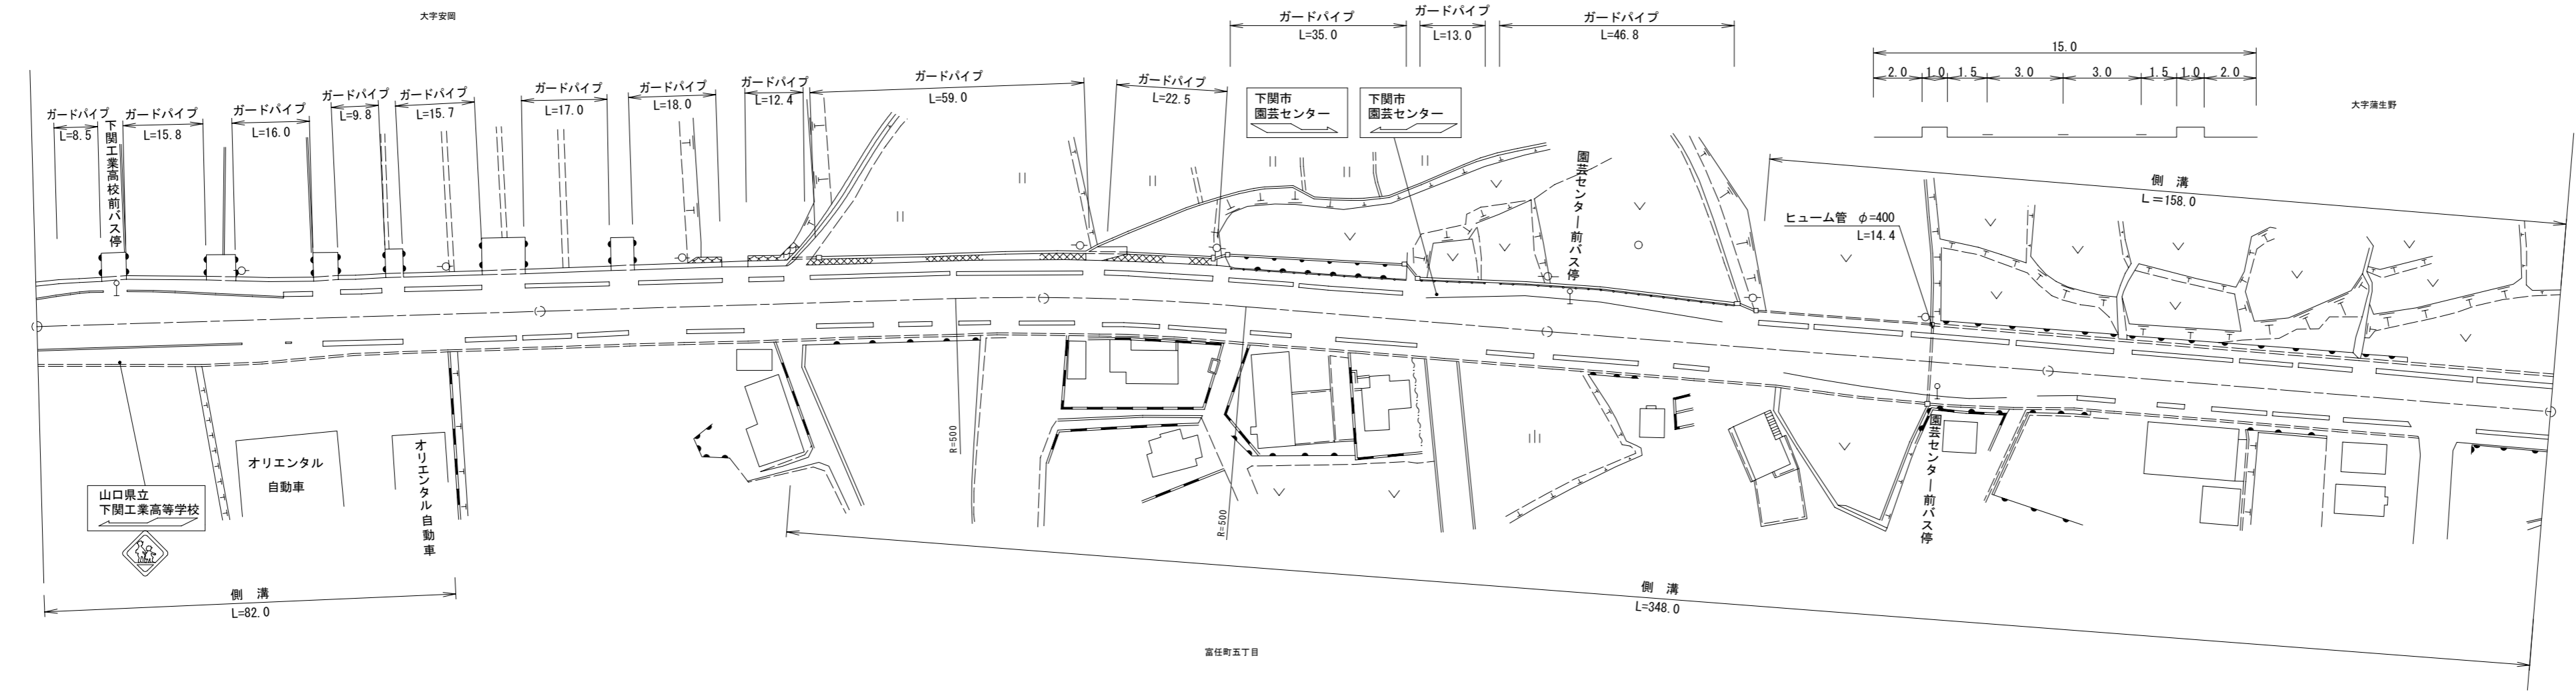 大字安岡
ガードパイプ
L=8.5
下関工業高校前バス停
ガードパイプ
L=15.8
ガードパイプ
L=16.0
ガードパイプ
L=9.8
ガードパイプ
L=15.7
ガードパイプ
L=17.0
ガードパイプ
L=18.0
ガードパイプ
L=12.4
ガードパイプ
L=59.0
ガードパイプ
L=22.5
ガードパイプ
L=35.0
ガードパイプ
L=13.0
ガードパイプ
L=46.8
下関市
園芸センター
下関市
園芸センター
園芸センター前バス停
15.0
2.0 1.0 1.5 3.0 3.0 1.5 1.0 2.0
大字蒲生野
側 溝
L=158.0
ヒューム管 φ=400
L=14.4
R=500
R=500
オリエンタル
自動車
オリエンタル自動車
山口県立
下関工業高等学校
園芸センター前バス停
側 溝
L=82.0
側 溝
L=348.0
富任町五丁目